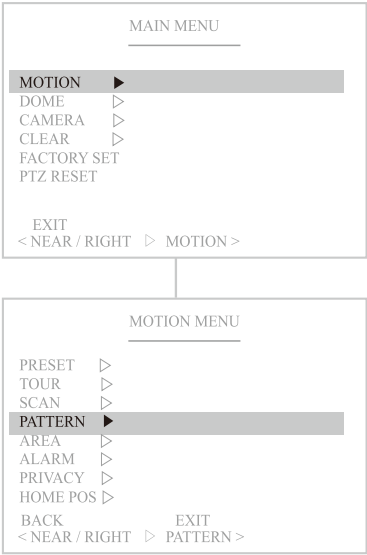 MAIN MENU
MOTION ▶
DOME ▷
CAMERA ▷
CLEAR ▷
FACTORY SET
PTZ RESET
EXIT
< NEAR / RIGHT ▷ MOTION >
MOTION MENU
PRESET ▷
TOUR ▷
SCAN ▷
PATTERN ▶
AREA ▷
ALARM ▷
PRIVACY ▷
HOME POS ▷
BACK EXIT
< NEAR / RIGHT ▷ PATTERN >